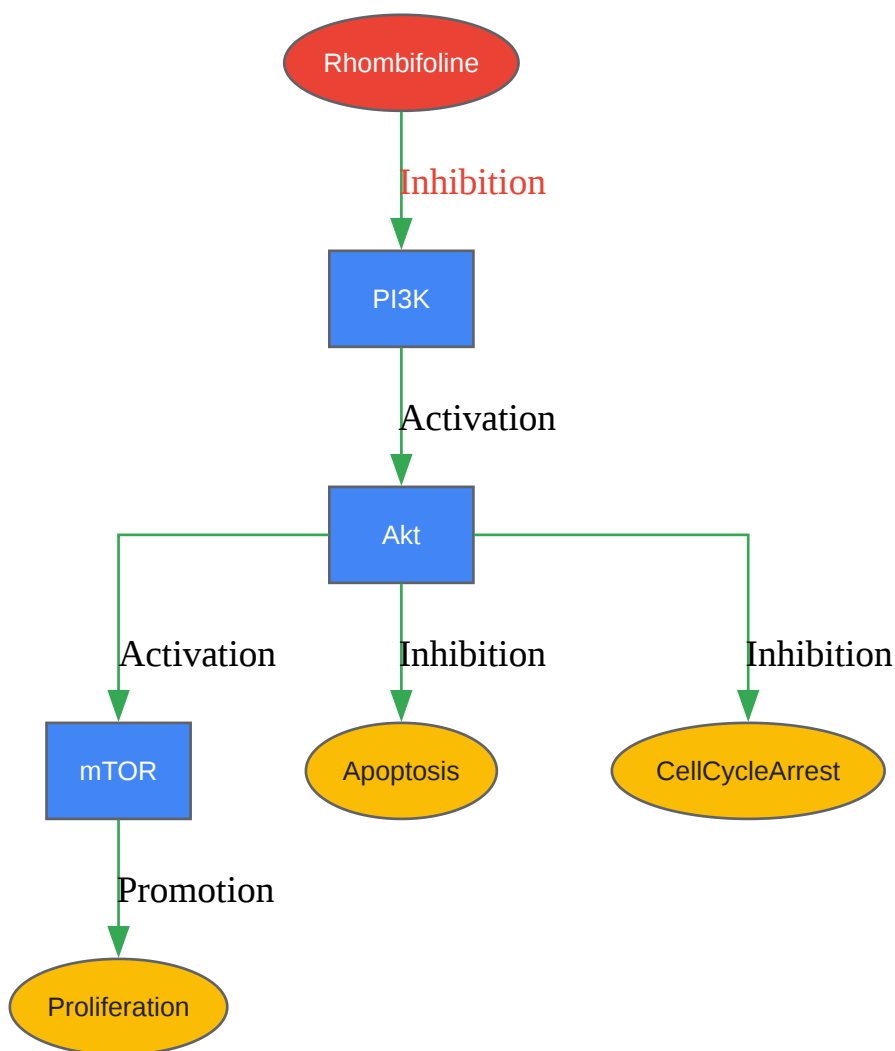 Rhombifoline
Inhibition
PI3K
Activation
Akt
Activation
Inhibition
Inhibition
mTOR
Apoptosis
CellCycleArrest
Promotion
Proliferation